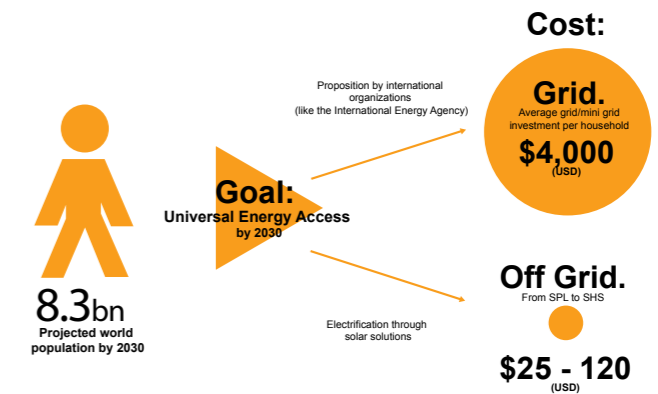 Cost:
Proposition by international
organizations
(like the International Energy Agency)
Grid.
Average grid/mini grid
investment per household
$4,000
(USD)
Goal:
Universal Energy Access
by 2030
8.3bn
Projected world
population by 2030
Electrification through
solar solutions
Off Grid.
From SPL to SHS
$25 - 120
(USD)